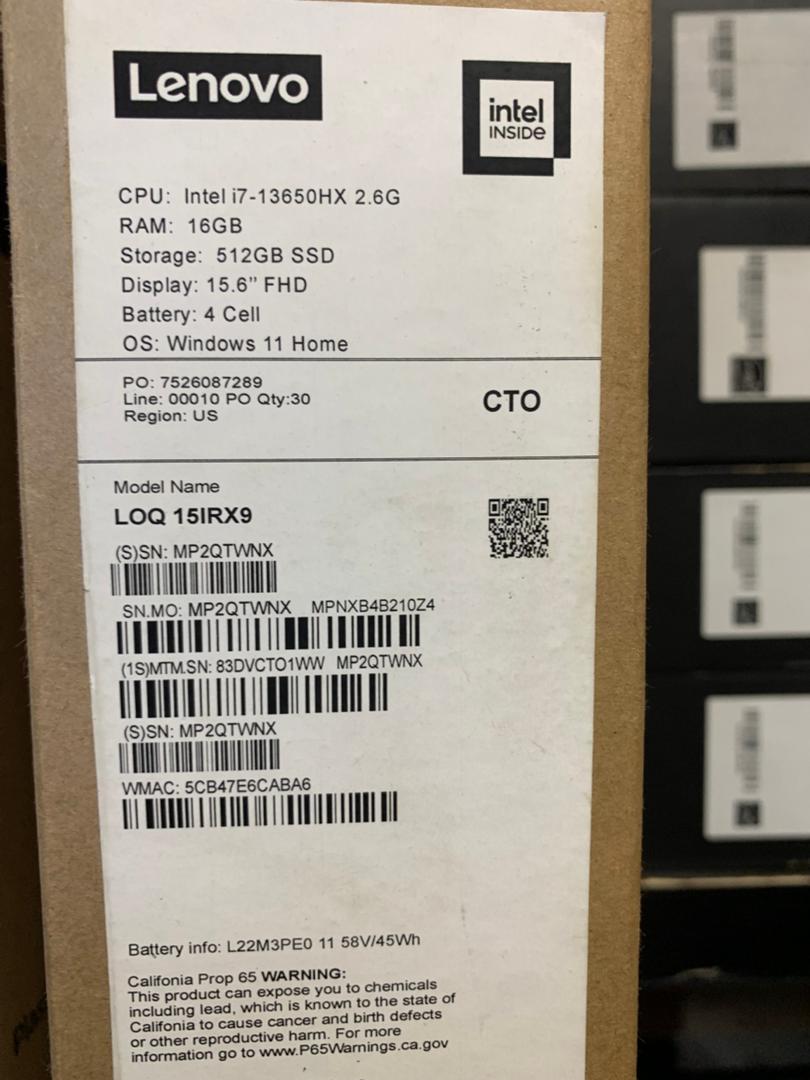 Lenovo
intel
INSIDE
CPU: Intel i7-13650HX 2.6G
RAM: 16GB
Storage: 512GB SSD
Display: 15.6” FHD
Battery: 4 Cell
OS: Windows 11 Home
PO: 7526087289
Line: 00010 PO Qty:30
Region: US
CTO
Model Name
LOQ 15IRX9
(S)SN: MP2QTWNX
SN.MO: MP2QTWNX MPNXB4B210Z4
(1S)MTM.SN: 83DVCTO1WW MP2QTWNX
(S)SN: MP2QTWNX
WMAC: 5CB47E6CABA6
Battery info: L22M3PE0 11 58V/45Wh
Califonia Prop 65 WARNING:
This product can expose you to chemicals
including lead, which is known to the state of
Califonia to cause cancer and birth defects
or other reproductive harm. For more
information go to www.P65Warnings.ca.gov